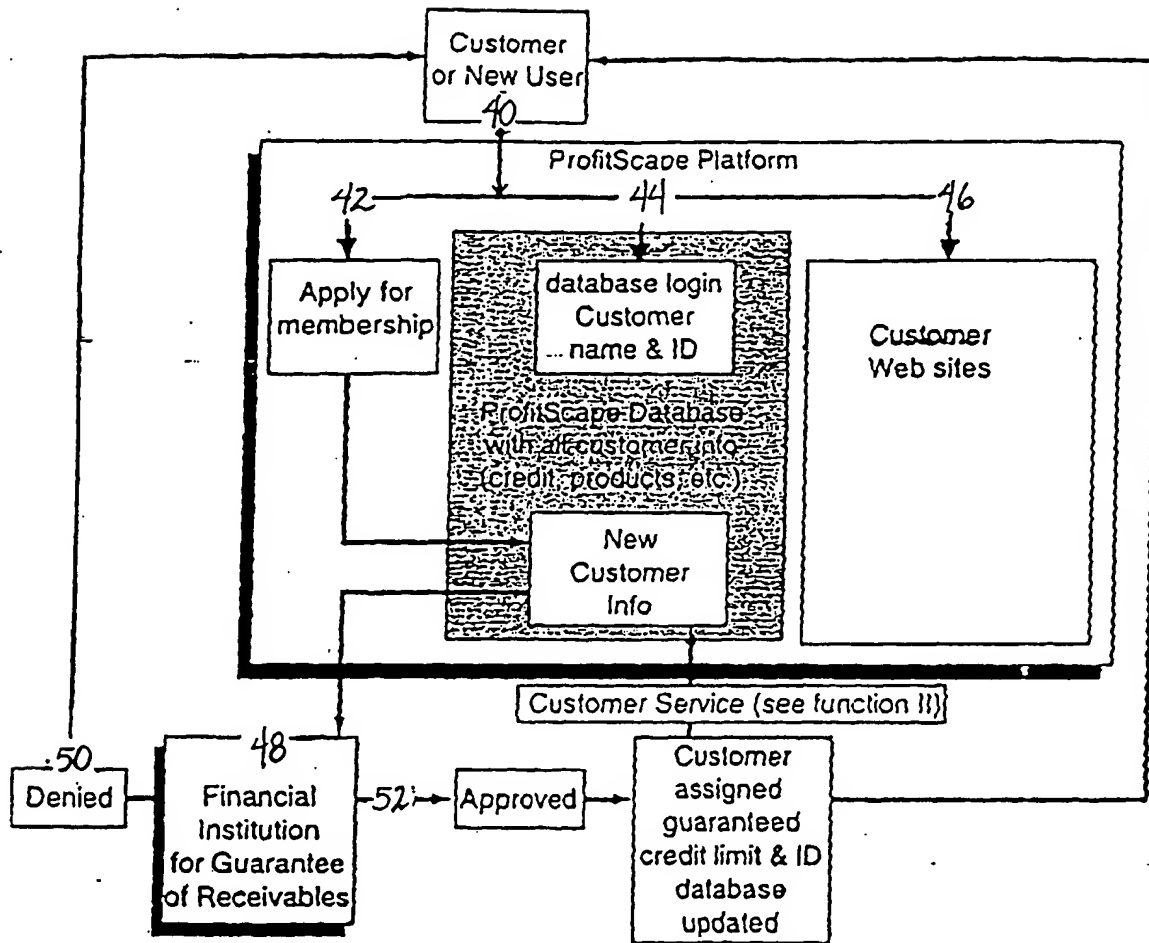 Customer
or New User
40
ProfitScape Platform
42
44
46
Apply for
membership
database login
Customer
name & ID
Customer
Web sites
ProfitScape Database
with all customer info
(credit, products, etc.)
New
Customer
Info
Customer Service (see function II)
50
Denied
48
Financial
Institution
for Guarantee
of Receivables
52
Approved
Customer
assigned
guaranteed
credit limit & ID
database
updated